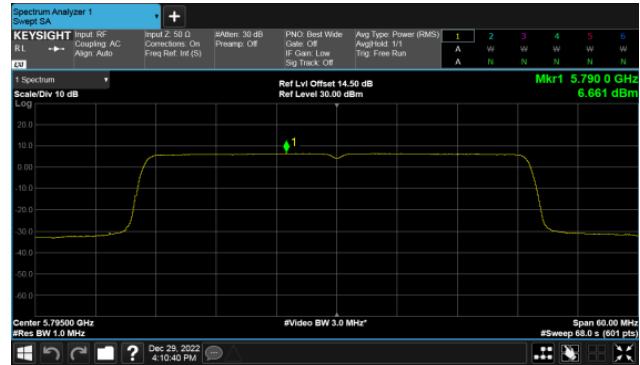 Spectrum Analyzer 1
Swept SA
+
KEYSIGHT Input: RF Input Z: 50 Ω #Atten: 30 dB PNO: Best Wide Avg Type: Power (RMS) 1 2 3 4 5 6
RL Coupling: AC Corrections: On Preamp: Off Gate: Off Avg|Hold: 1/1 A W W W W W
Align: Auto Freq Ref: Int (S) IF Gain: Low Trig: Free Run
Sig Track: Off A N N N N N
LXI
1 Spectrum Ref Lvl Offset 14.50 dB Mkr1 5.790 0 GHz
Scale/Div 10 dB Ref Level 30.00 dBm 6.661 dBm
Log
20.0
10.0
1
0.00
-10.0
-20.0
-30.0
-40.0
-50.0
-60.0
Center 5.79500 GHz #Video BW 3.0 MHz* Span 60.00 MHz
#Res BW 1.0 MHz #Sweep 68.0 s (601 pts)
? Dec 29, 2022
4:10:40 PM